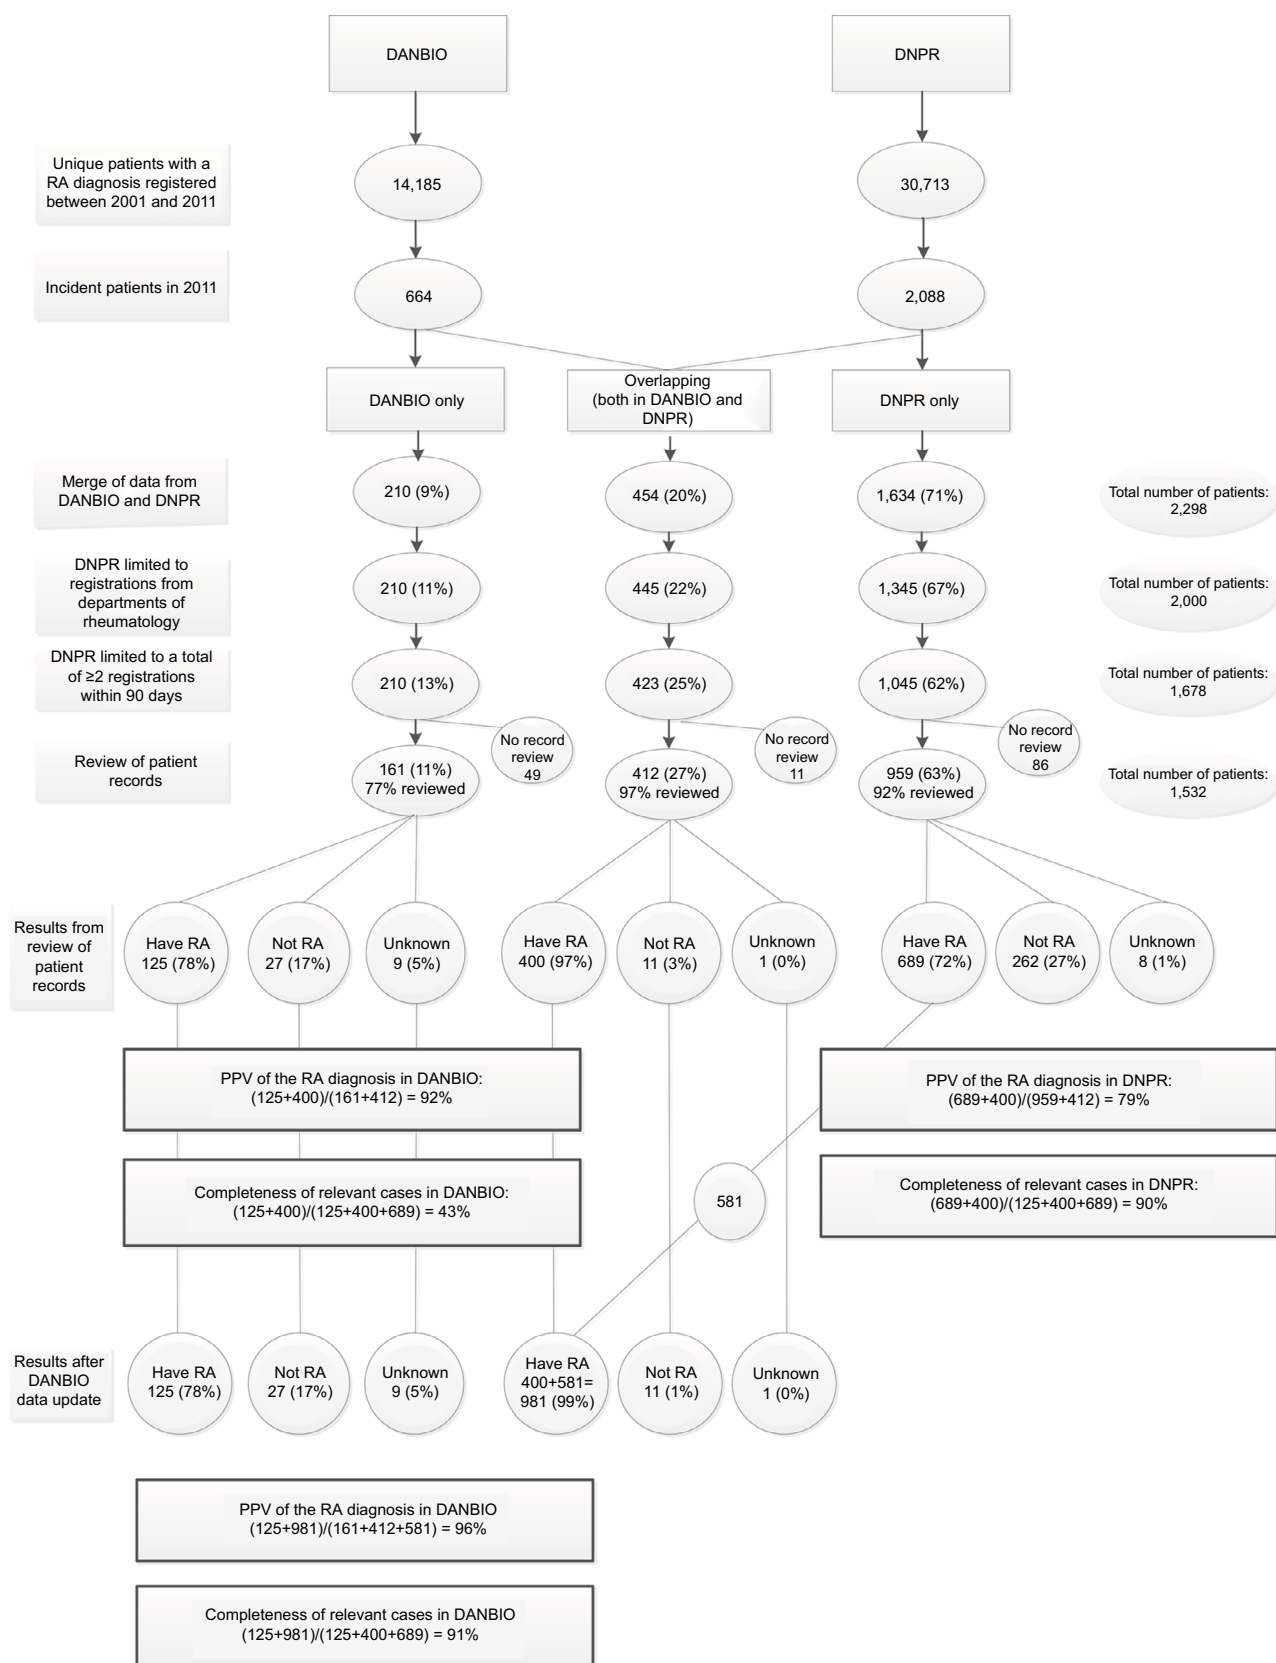 DANBIO
DNPR
Unique patients with a
RA diagnosis registered
between 2001 and 2011
14,185
30,713
Incident patients in 2011
664
2,088
DANBIO only
Overlapping
(both in DANBIO and
DNPR)
DNPR only
Merge of data from
DANBIO and DNPR
210 (9%)
454 (20%)
1,634 (71%)
Total number of patients:
2,298
DNPR limited to
registrations from
departments of
rheumatology
210 (11%)
445 (22%)
1,345 (67%)
Total number of patients:
2,000
DNPR limited to a total
of ≥2 registrations
within 90 days
210 (13%)
423 (25%)
1,045 (62%)
Total number of patients:
1,678
No record
review
49
No record
review
11
No record
review
86
Review of patient
records
161 (11%)
77% reviewed
412 (27%)
97% reviewed
959 (63%)
92% reviewed
Total number of patients:
1,532
Results from
review of
patient
records
Have RA
125 (78%)
Not RA
27 (17%)
Unknown
9 (5%)
Have RA
400 (97%)
Not RA
11 (3%)
Unknown
1 (0%)
Have RA
689 (72%)
Not RA
262 (27%)
Unknown
8 (1%)
PPV of the RA diagnosis in DANBIO:
(125+400)/(161+412) = 92%
PPV of the RA diagnosis in DNPR:
(689+400)/(959+412) = 79%
Completeness of relevant cases in DANBIO:
(125+400)/(125+400+689) = 43%
581
Completeness of relevant cases in DNPR:
(689+400)/(125+400+689) = 90%
Results after
DANBIO
data update
Have RA
125 (78%)
Not RA
27 (17%)
Unknown
9 (5%)
Have RA
400+581=
981 (99%)
Not RA
11 (1%)
Unknown
1 (0%)
PPV of the RA diagnosis in DANBIO
(125+981)/(161+412+581) = 96%
Completeness of relevant cases in DANBIO
(125+981)/(125+400+689) = 91%